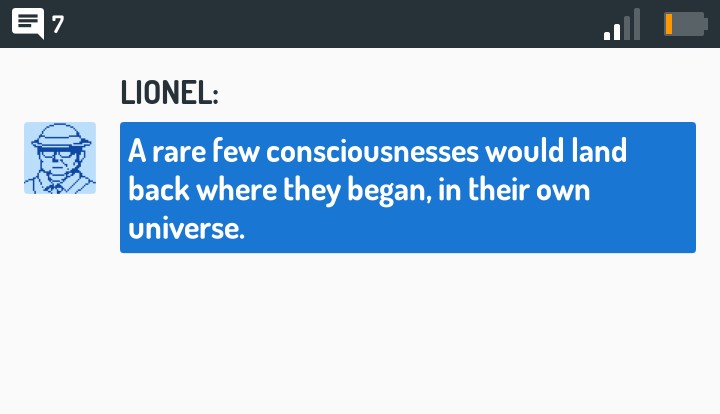 7
LIONEL:
A rare few consciousnesses would land
back where they began, in their own
universe.